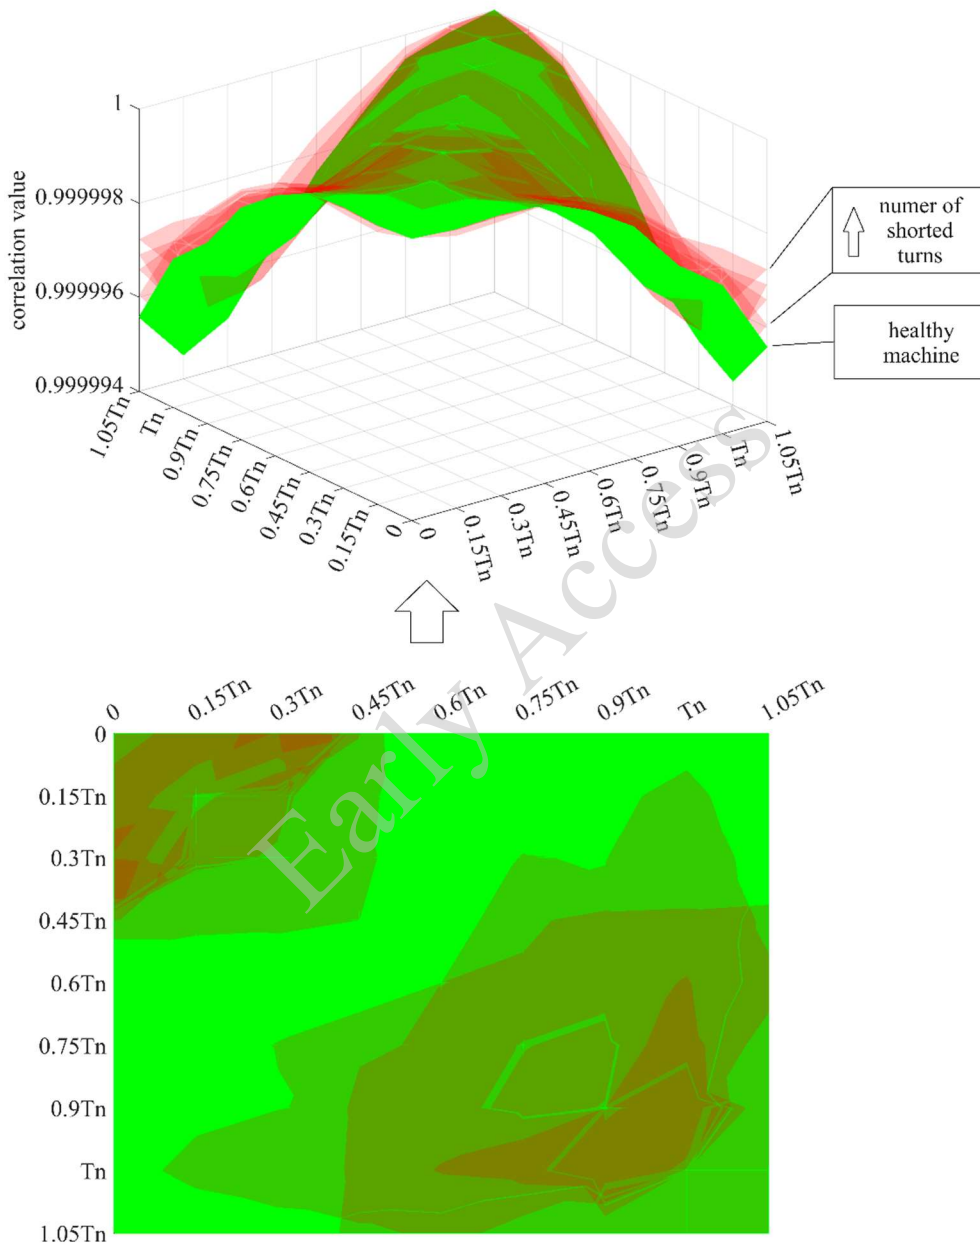 1
0.999998
0.999996
0.999994
correlation value
numer of
shorted
turns
healthy
machine
1.05Tn
Tn
0.9Tn
0.75Tn
0.6Tn
0.45Tn
0.3Tn
0.15Tn
0
0
0.15Tn
0.3Tn
0.45Tn
0.6Tn
0.75Tn
0.9Tn
Tn
1.05Tn
Early Access
0 0.15Tn 0.3Tn 0.45Tn 0.6Tn 0.75Tn 0.9Tn Tn 1.05Tn
0
0.15Tn
0.3Tn
0.45Tn
0.6Tn
0.75Tn
0.9Tn
Tn
1.05Tn